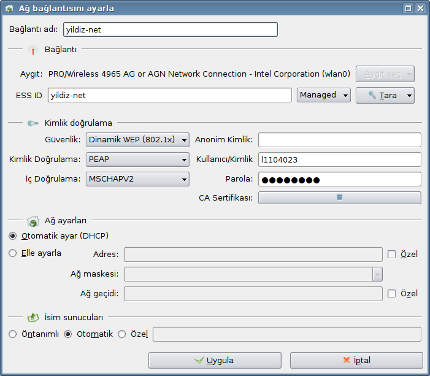 Ağ bağlantısını ayarla
Bağlantı adı: yildiz-net
Bağlantı
Aygıt: PRO/Wireless 4965 AG or AGN Network Connection - Intel Corporation (wlan0) Aygıt seç
ESS ID yildiz-net Managed Tara
Kimlik doğrulama
Güvenlik: Dinamik WEP (802.1x) Anonim Kimlik:
Kimlik Doğrulama: PEAP Kullanıcı/Kimlik l1104023
İç Doğrulama: MSCHAPV2 Parola: ●●●●●●●●
CA Sertifikası:
Ağ ayarları
Otomatik ayar (DHCP)
Elle ayarla Adres: Özel
Ağ maskesi:
Ağ geçidi: Özel
İsim sunucuları
Öntanımlı Otomatik Özel
Uygula İptal